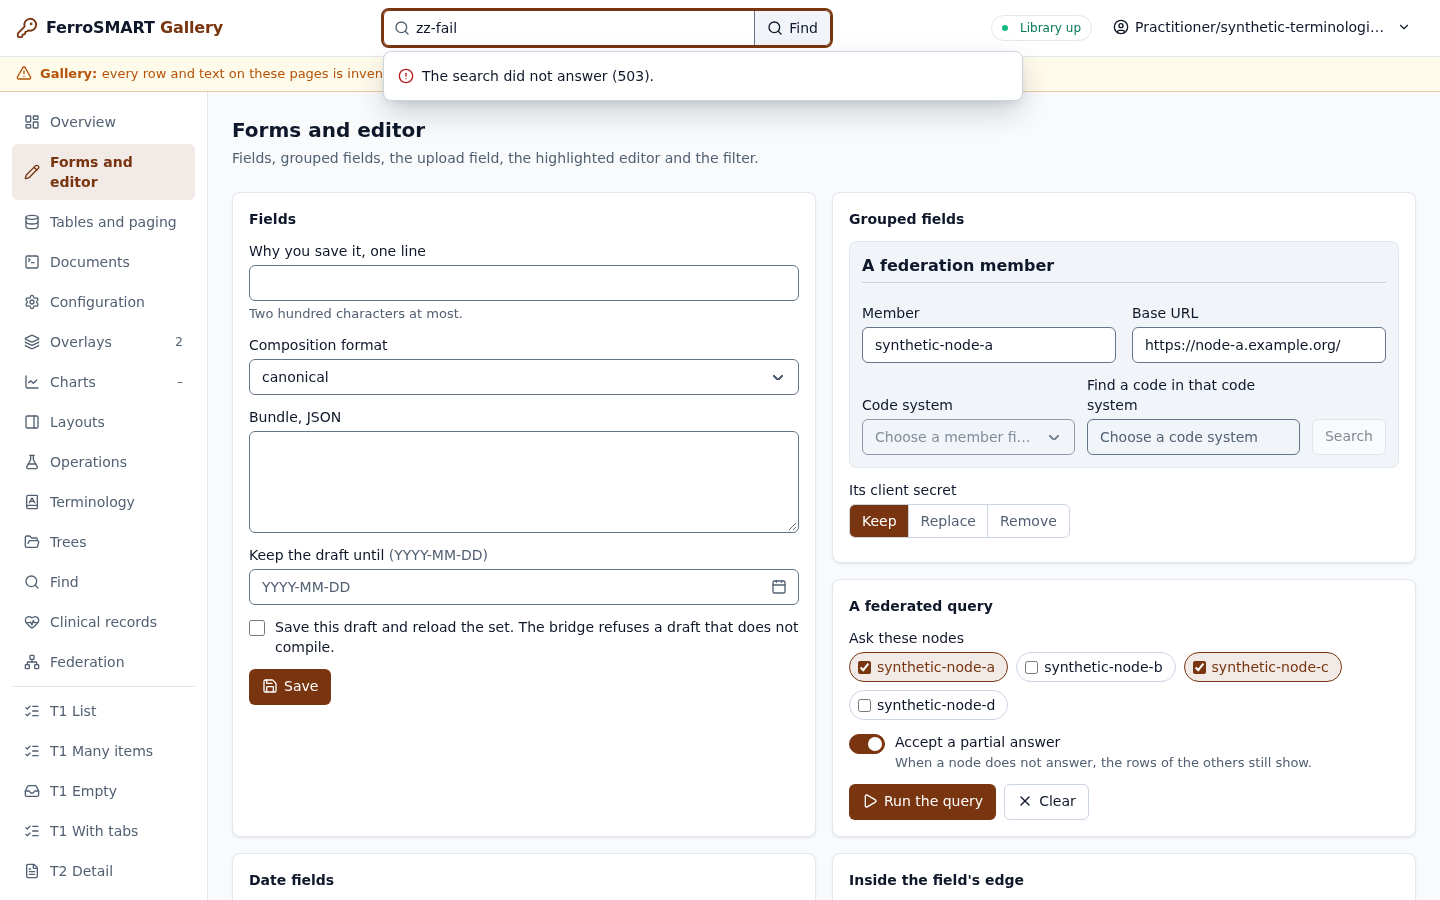 FerroSMART Gallery
zz-fail
Find
Library up
Practitioner/synthetic-terminologi…
Gallery: every row and text on these pages is inven
The search did not answer (503).
Overview
Forms and
editor
Tables and paging
Documents
Configuration
Overlays 2
Charts –
Layouts
Operations
Terminology
Trees
Find
Clinical records
Federation
T1 List
T1 Many items
T1 Empty
T1 With tabs
T2 Detail
Forms and editor
Fields, grouped fields, the upload field, the highlighted editor and the filter.
Fields
Why you save it, one line
Two hundred characters at most.
Composition format
canonical
Bundle, JSON
Keep the draft until (YYYY-MM-DD)
YYYY-MM-DD
Save this draft and reload the set. The bridge refuses a draft that does not
compile.
Save
Grouped fields
A federation member
Member
Base URL
synthetic-node-a
https://node-a.example.org/
Code system
Find a code in that code
system
Choose a member fi…
Choose a code system
Search
Its client secret
Keep
Replace
Remove
A federated query
Ask these nodes
synthetic-node-a
synthetic-node-b
synthetic-node-c
synthetic-node-d
Accept a partial answer
When a node does not answer, the rows of the others still show.
Run the query
Clear
Date fields
Inside the field's edge